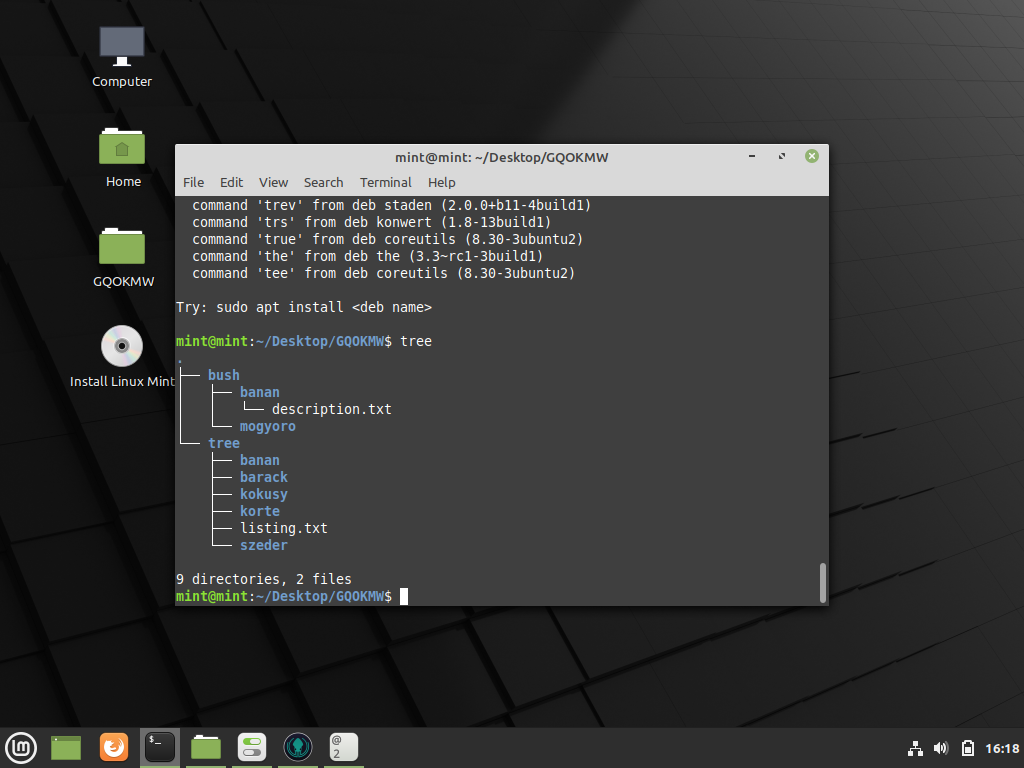 Computer
Home
GQOKMW
Install Linux Mint
mint@mint: ~/Desktop/GQOKMW
File Edit View Search Terminal Help
command 'trev' from deb staden (2.0.0+b11-4build1)
command 'trs' from deb konwert (1.8-13build1)
command 'true' from deb coreutils (8.30-3ubuntu2)
command 'the' from deb the (3.3~rc1-3build1)
command 'tee' from deb coreutils (8.30-3ubuntu2)
Try: sudo apt install <deb name>
mint@mint:~/Desktop/GQOKMW$ tree
.
├── bush
│   ├── banan
│   │   └── description.txt
│   └── mogyoro
└── tree
    ├── banan
    ├── barack
    ├── kokusy
    ├── korte
    ├── listing.txt
    └── szeder
9 directories, 2 files
mint@mint:~/Desktop/GQOKMW$
$_
@
2
16:18